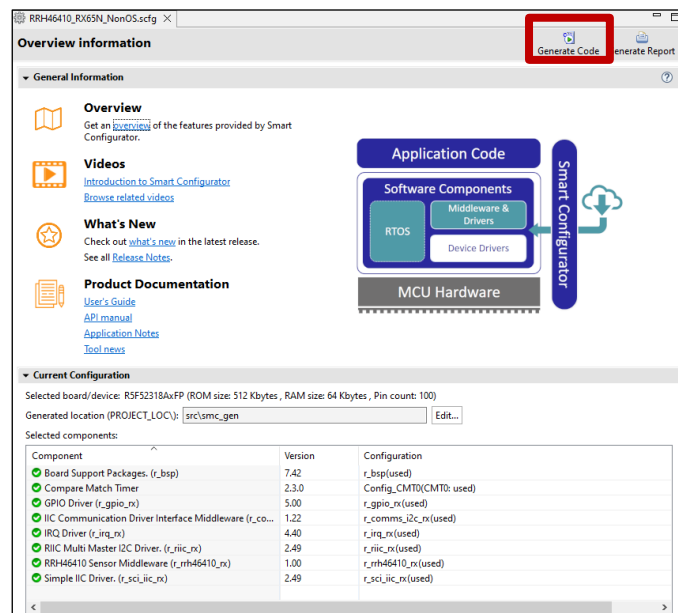 RRH46410_RX65N_NonOS.scfg
Overview information
Generate Code
enerate Report
General Information
Overview
Get an overview of the features provided by Smart
Configurator.
Videos
Introduction to Smart Configurator
Browse related videos
What's New
Check out what's new in the latest release.
See all Release Notes.
Product Documentation
User's Guide
API manual
Application Notes
Tool news
Application Code
Software Components
RTOS
Middleware &
Drivers
Device Drivers
MCU Hardware
Smart Configurator
Current Configuration
Selected board/device: R5F52318AxFP (ROM size: 512 Kbytes , RAM size: 64 Kbytes , Pin count: 100)
Generated location (PROJECT_LOC\): src\smc_gen Edit...
Selected components:
Component Version Configuration
Board Support Packages. (r_bsp) 7.42 r_bsp(used)
Compare Match Timer 2.3.0 Config_CMT0(CMT0: used)
GPIO Driver (r_gpio_rx) 5.00 r_gpio_rx(used)
IIC Communication Driver Interface Middleware (r_co... 1.22 r_comms_i2c_rx(used)
IRQ Driver (r_irq_rx) 4.40 r_irq_rx(used)
RIIC Multi Master I2C Driver. (r_riic_rx) 2.49 r_riic_rx(used)
RRH46410 Sensor Middleware (r_rrh46410_rx) 1.00 r_rrh46410_rx(used)
Simple IIC Driver. (r_sci_iic_rx) 2.49 r_sci_iic_rx(used)